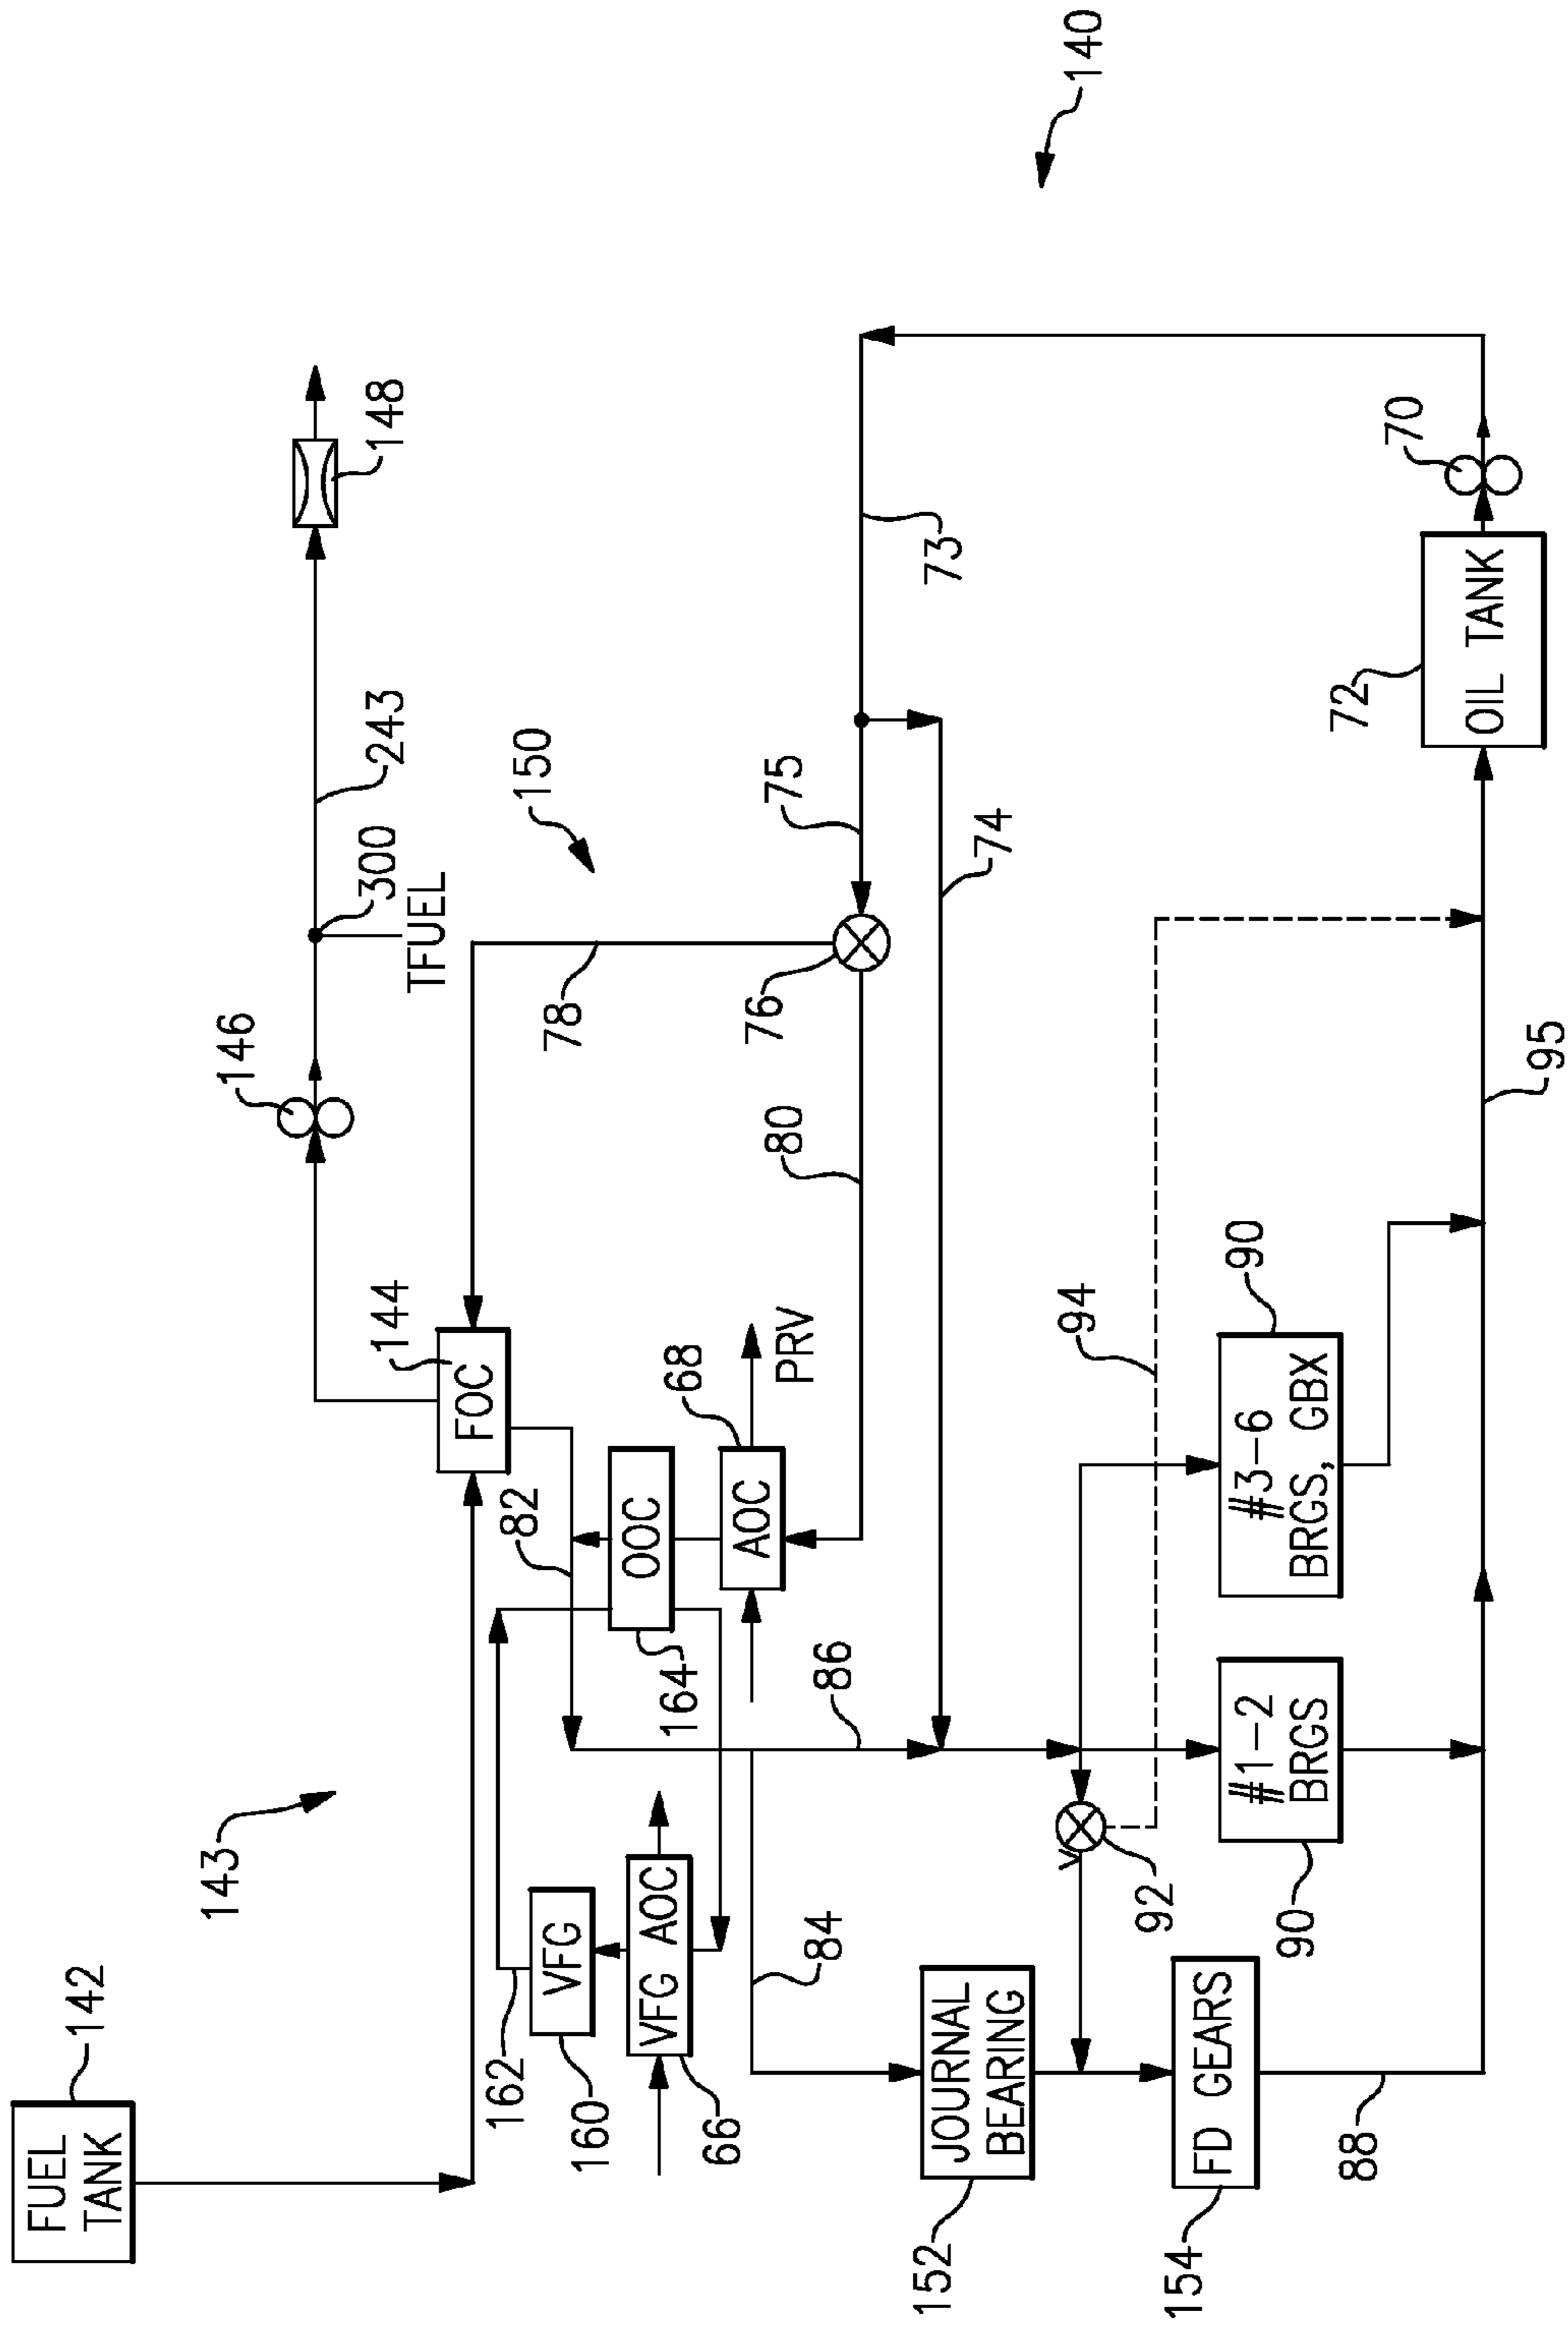 FUEL
TANK
142
143
162
VFG
160
VFG AOC
66
164
OOC
82
FOC
144
146
300
TFUEL
243
148
150
AOC
68
PRV
78
76
80
75
73
74
84
86
JOURNAL
BEARING
152
FD GEARS
154
88
92
#1-2
BRGS
90
94
#3-6
BRGS, GBX
90
95
72
OIL TANK
70
140